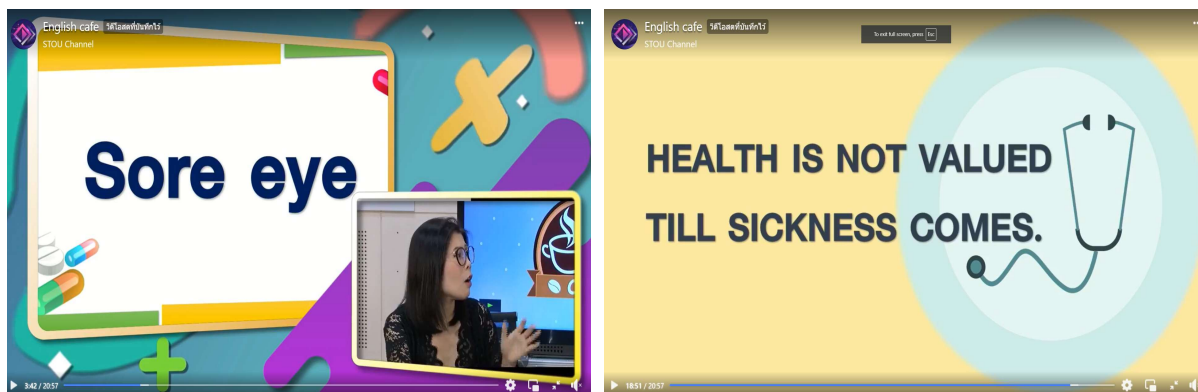 English cafe วิดีโอสดที่บันทึกไว้
STOU Channel
Sore eye
3:42 / 20:57
English cafe วิดีโอสดที่บันทึกไว้
STOU Channel
To exit full screen, press Esc
HEALTH IS NOT VALUED
TILL SICKNESS COMES.
18:51 / 20:57